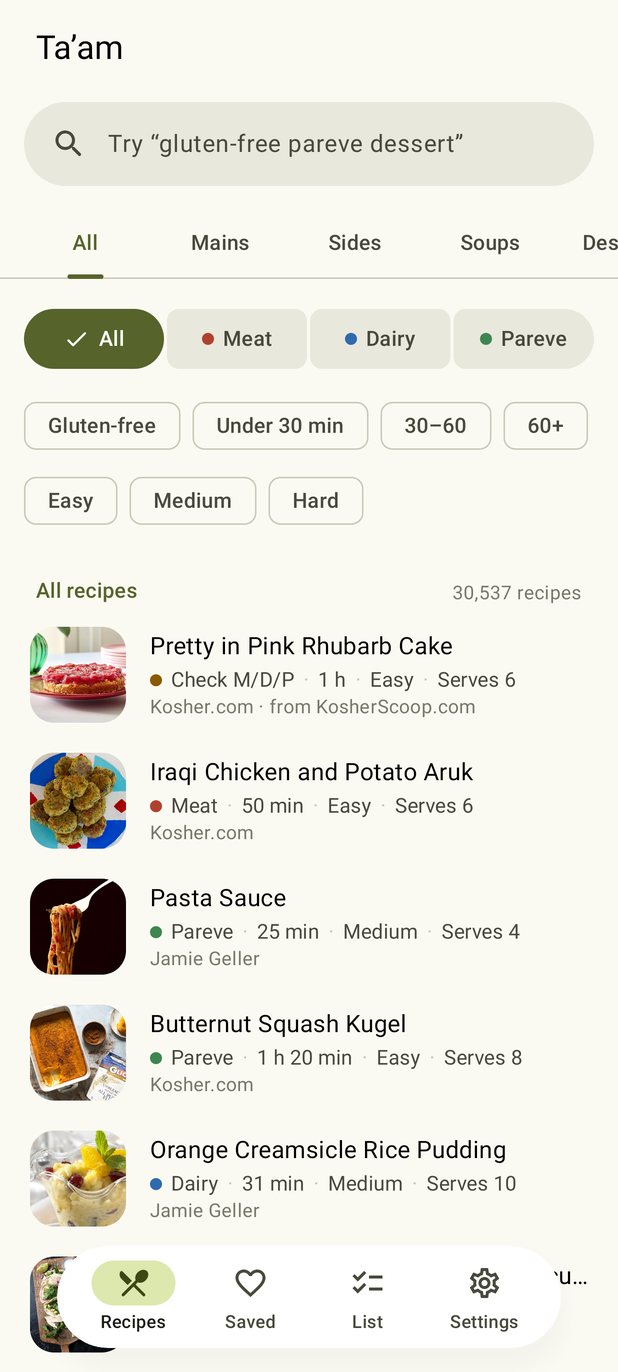 Ta’am
Try “gluten-free pareve dessert”
All Mains Sides Soups Des
All Meat Dairy Pareve
Gluten-free Under 30 min 30–60 60+
Easy Medium Hard
All recipes 30,537 recipes
Pretty in Pink Rhubarb Cake
Check M/D/P · 1 h · Easy · Serves 6
Kosher.com · from KosherScoop.com
Iraqi Chicken and Potato Aruk
Meat · 50 min · Easy · Serves 6
Kosher.com
Pasta Sauce
Pareve · 25 min · Medium · Serves 4
Jamie Geller
Butternut Squash Kugel
Pareve · 1 h 20 min · Easy · Serves 8
Kosher.com
Orange Creamsicle Rice Pudding
Dairy · 31 min · Medium · Serves 10
Jamie Geller
Recipes Saved List Settings